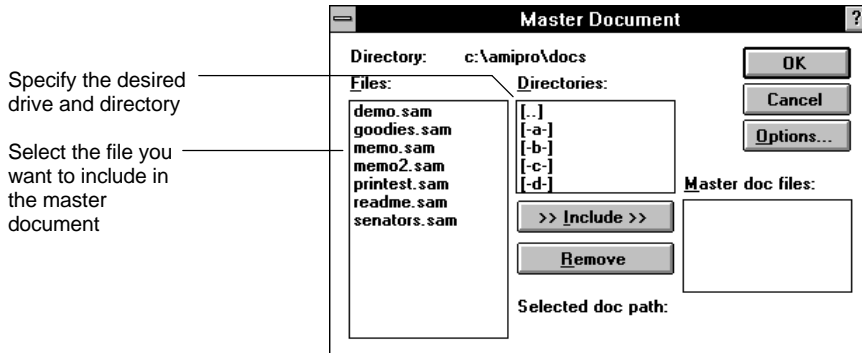 Master Document
?
Directory: c:\amipro\docs
Files:
Directories:
OK
Cancel
Options...
Specify the desired
drive and directory
Select the file you
want to include in
the master
document
demo.sam
goodies.sam
memo.sam
memo2.sam
printest.sam
readme.sam
senators.sam
[..]
[-a-]
[-b-]
[-c-]
[-d-]
>> Include >>
Remove
Selected doc path:
Master doc files: